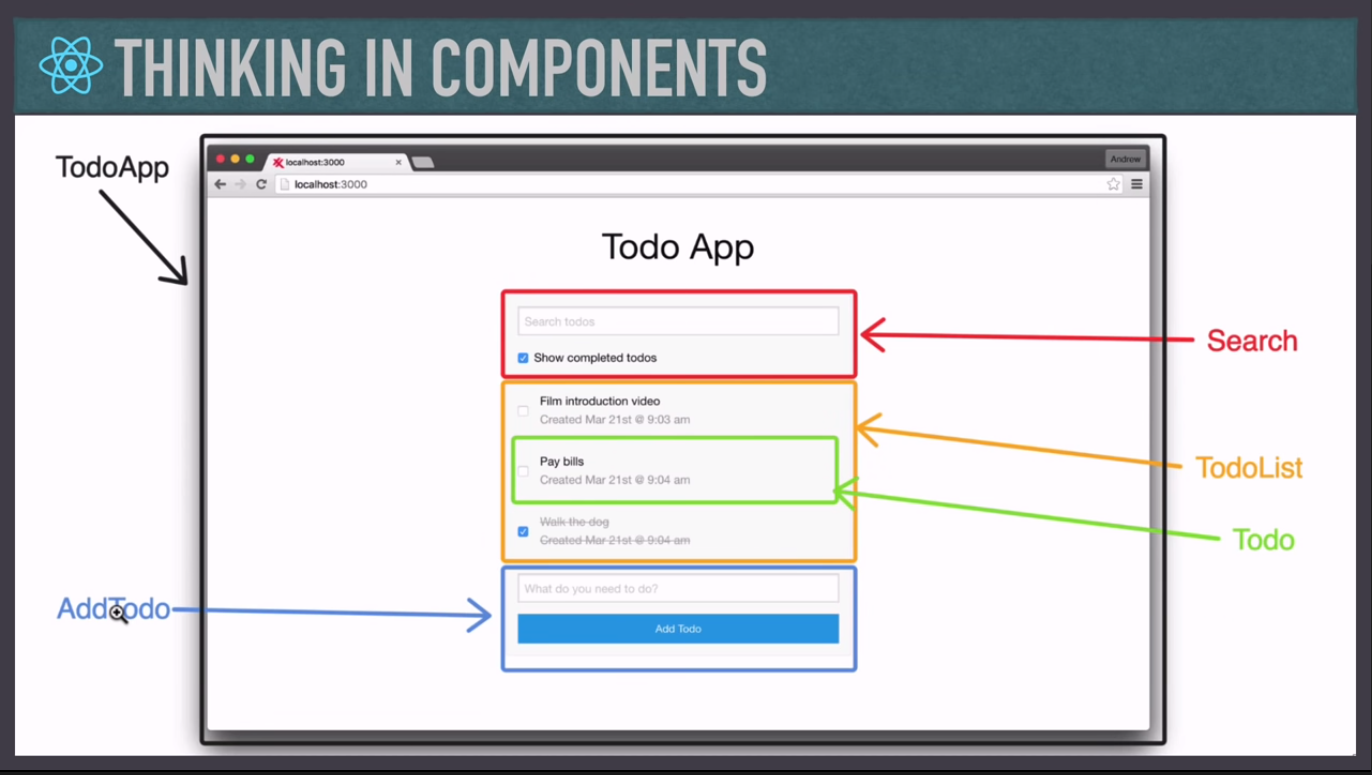 THINKING IN COMPONENTS
TodoApp
localhost:3000
Andrew
localhost:3000
Todo App
Search todos
Show completed todos
Search
Film introduction video
Created Mar 21st @ 9:03 am
Pay bills
Created Mar 21st @ 9:04 am
TodoList
Walk the dog
Created Mar 21st @ 9:04 am
Todo
What do you need to do?
AddTodo
Add Todo